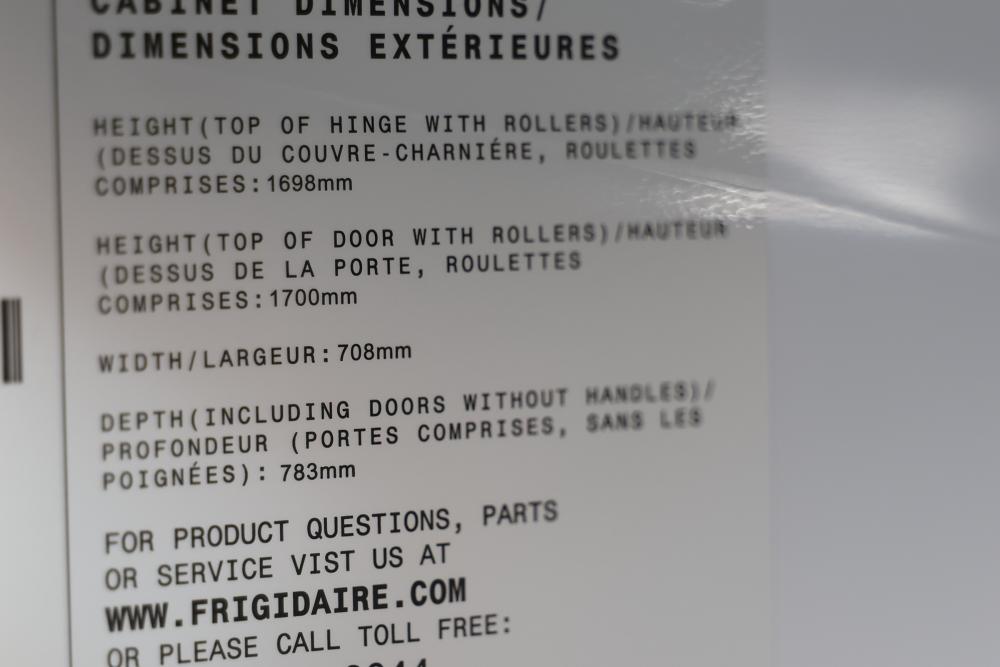 CABINET DIMENSIONS/
DIMENSIONS EXTÉRIEURES
HEIGHT(TOP OF HINGE WITH ROLLERS)/HAUTEUR
(DESSUS DU COUVRE-CHARNIÉRE, ROULETTES
COMPRISES:1698mm
HEIGHT(TOP OF DOOR WITH ROLLERS)/HAUTEUR
(DESSUS DE LA PORTE, ROULETTES
COMPRISES:1700mm
WIDTH/LARGEUR:708mm
DEPTH(INCLUDING DOORS WITHOUT HANDLES)/
PROFONDEUR (PORTES COMPRISES, SANS LES
POIGNÉES): 783mm
FOR PRODUCT QUESTIONS, PARTS
OR SERVICE VIST US AT
WWW.FRIGIDAIRE.COM
OR PLEASE CALL TOLL FREE: